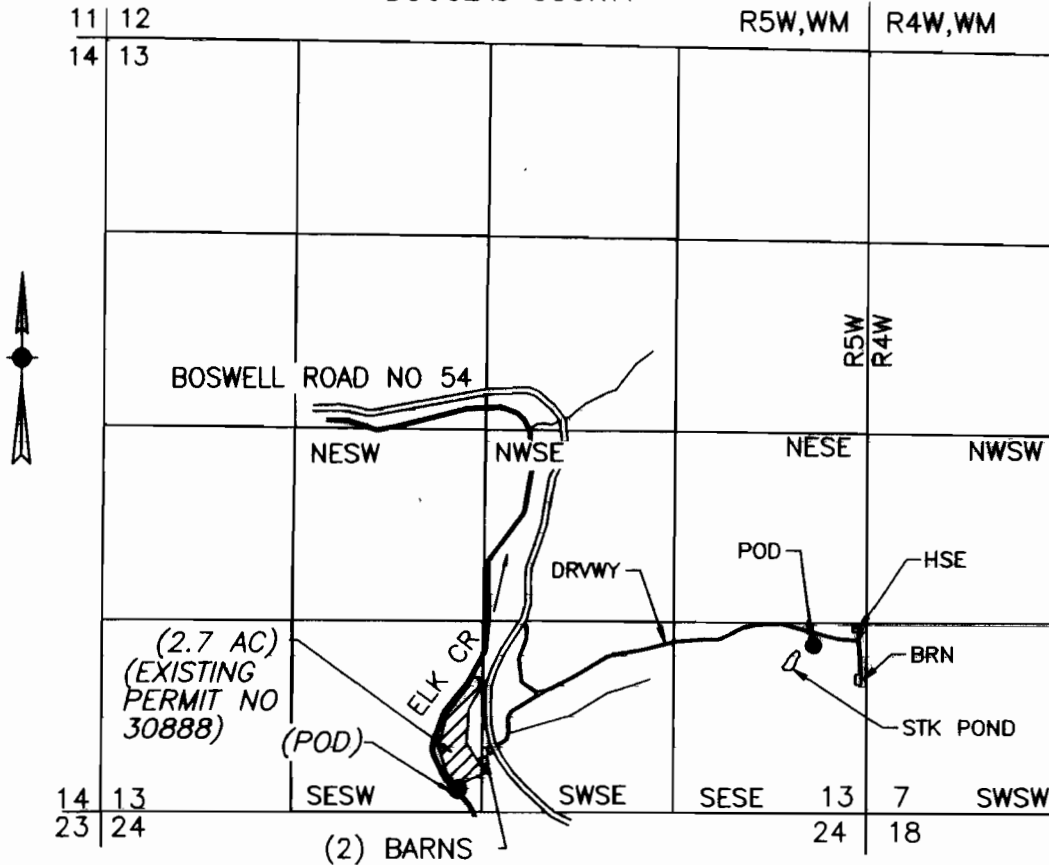 11 12
R5W,WM R4W,WM
14 13
R5W
R4W
BOSWELL ROAD NO 54
NESW
NWSE
NESE
NWSW
POD
HSE
DRVWY
(2.7 AC)
(EXISTING
PERMIT NO
30888)
ELK CR
BRN
STK POND
(POD)
14 13
SESW
SWSE
SESE
13 7
SWSW
23 24
24 18
(2) BARNS